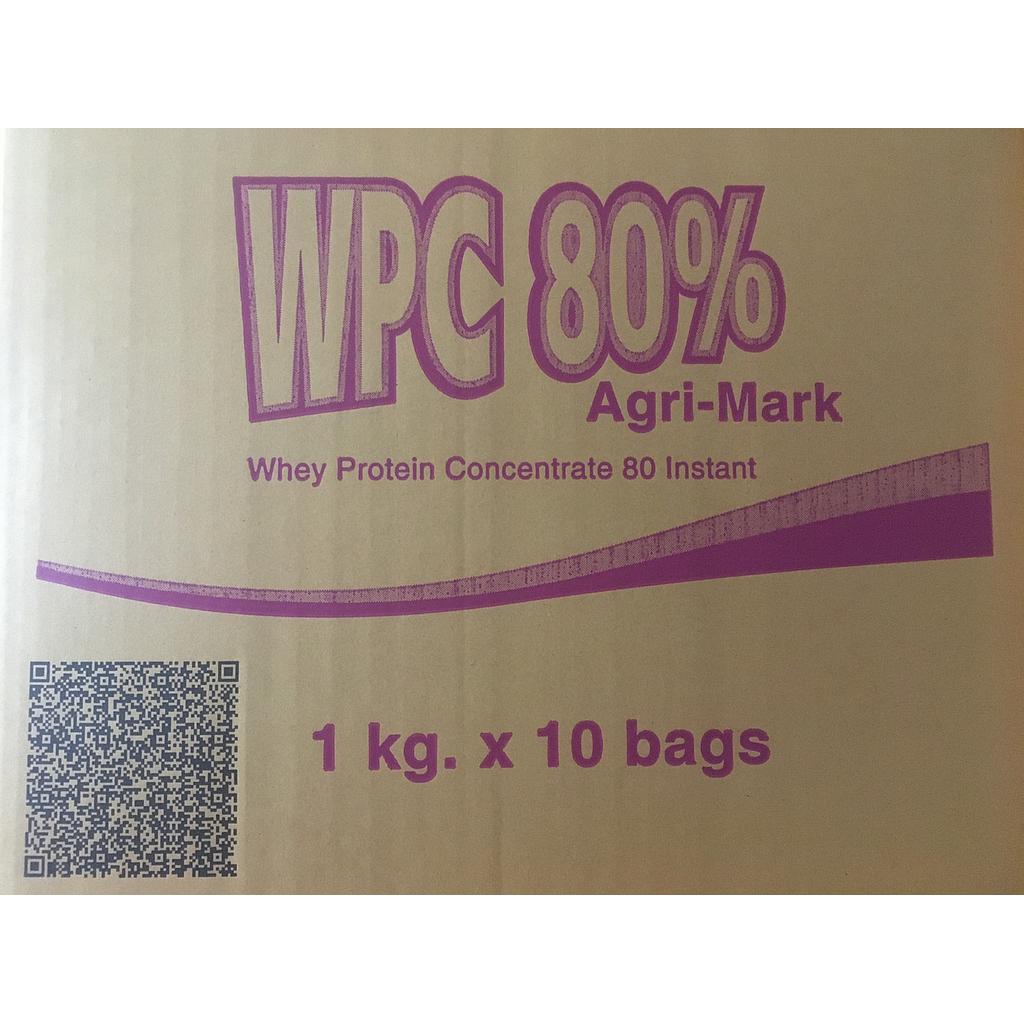 WPC 80%
Agri-Mark
Whey Protein Concentrate 80 Instant
1 kg. x 10 bags